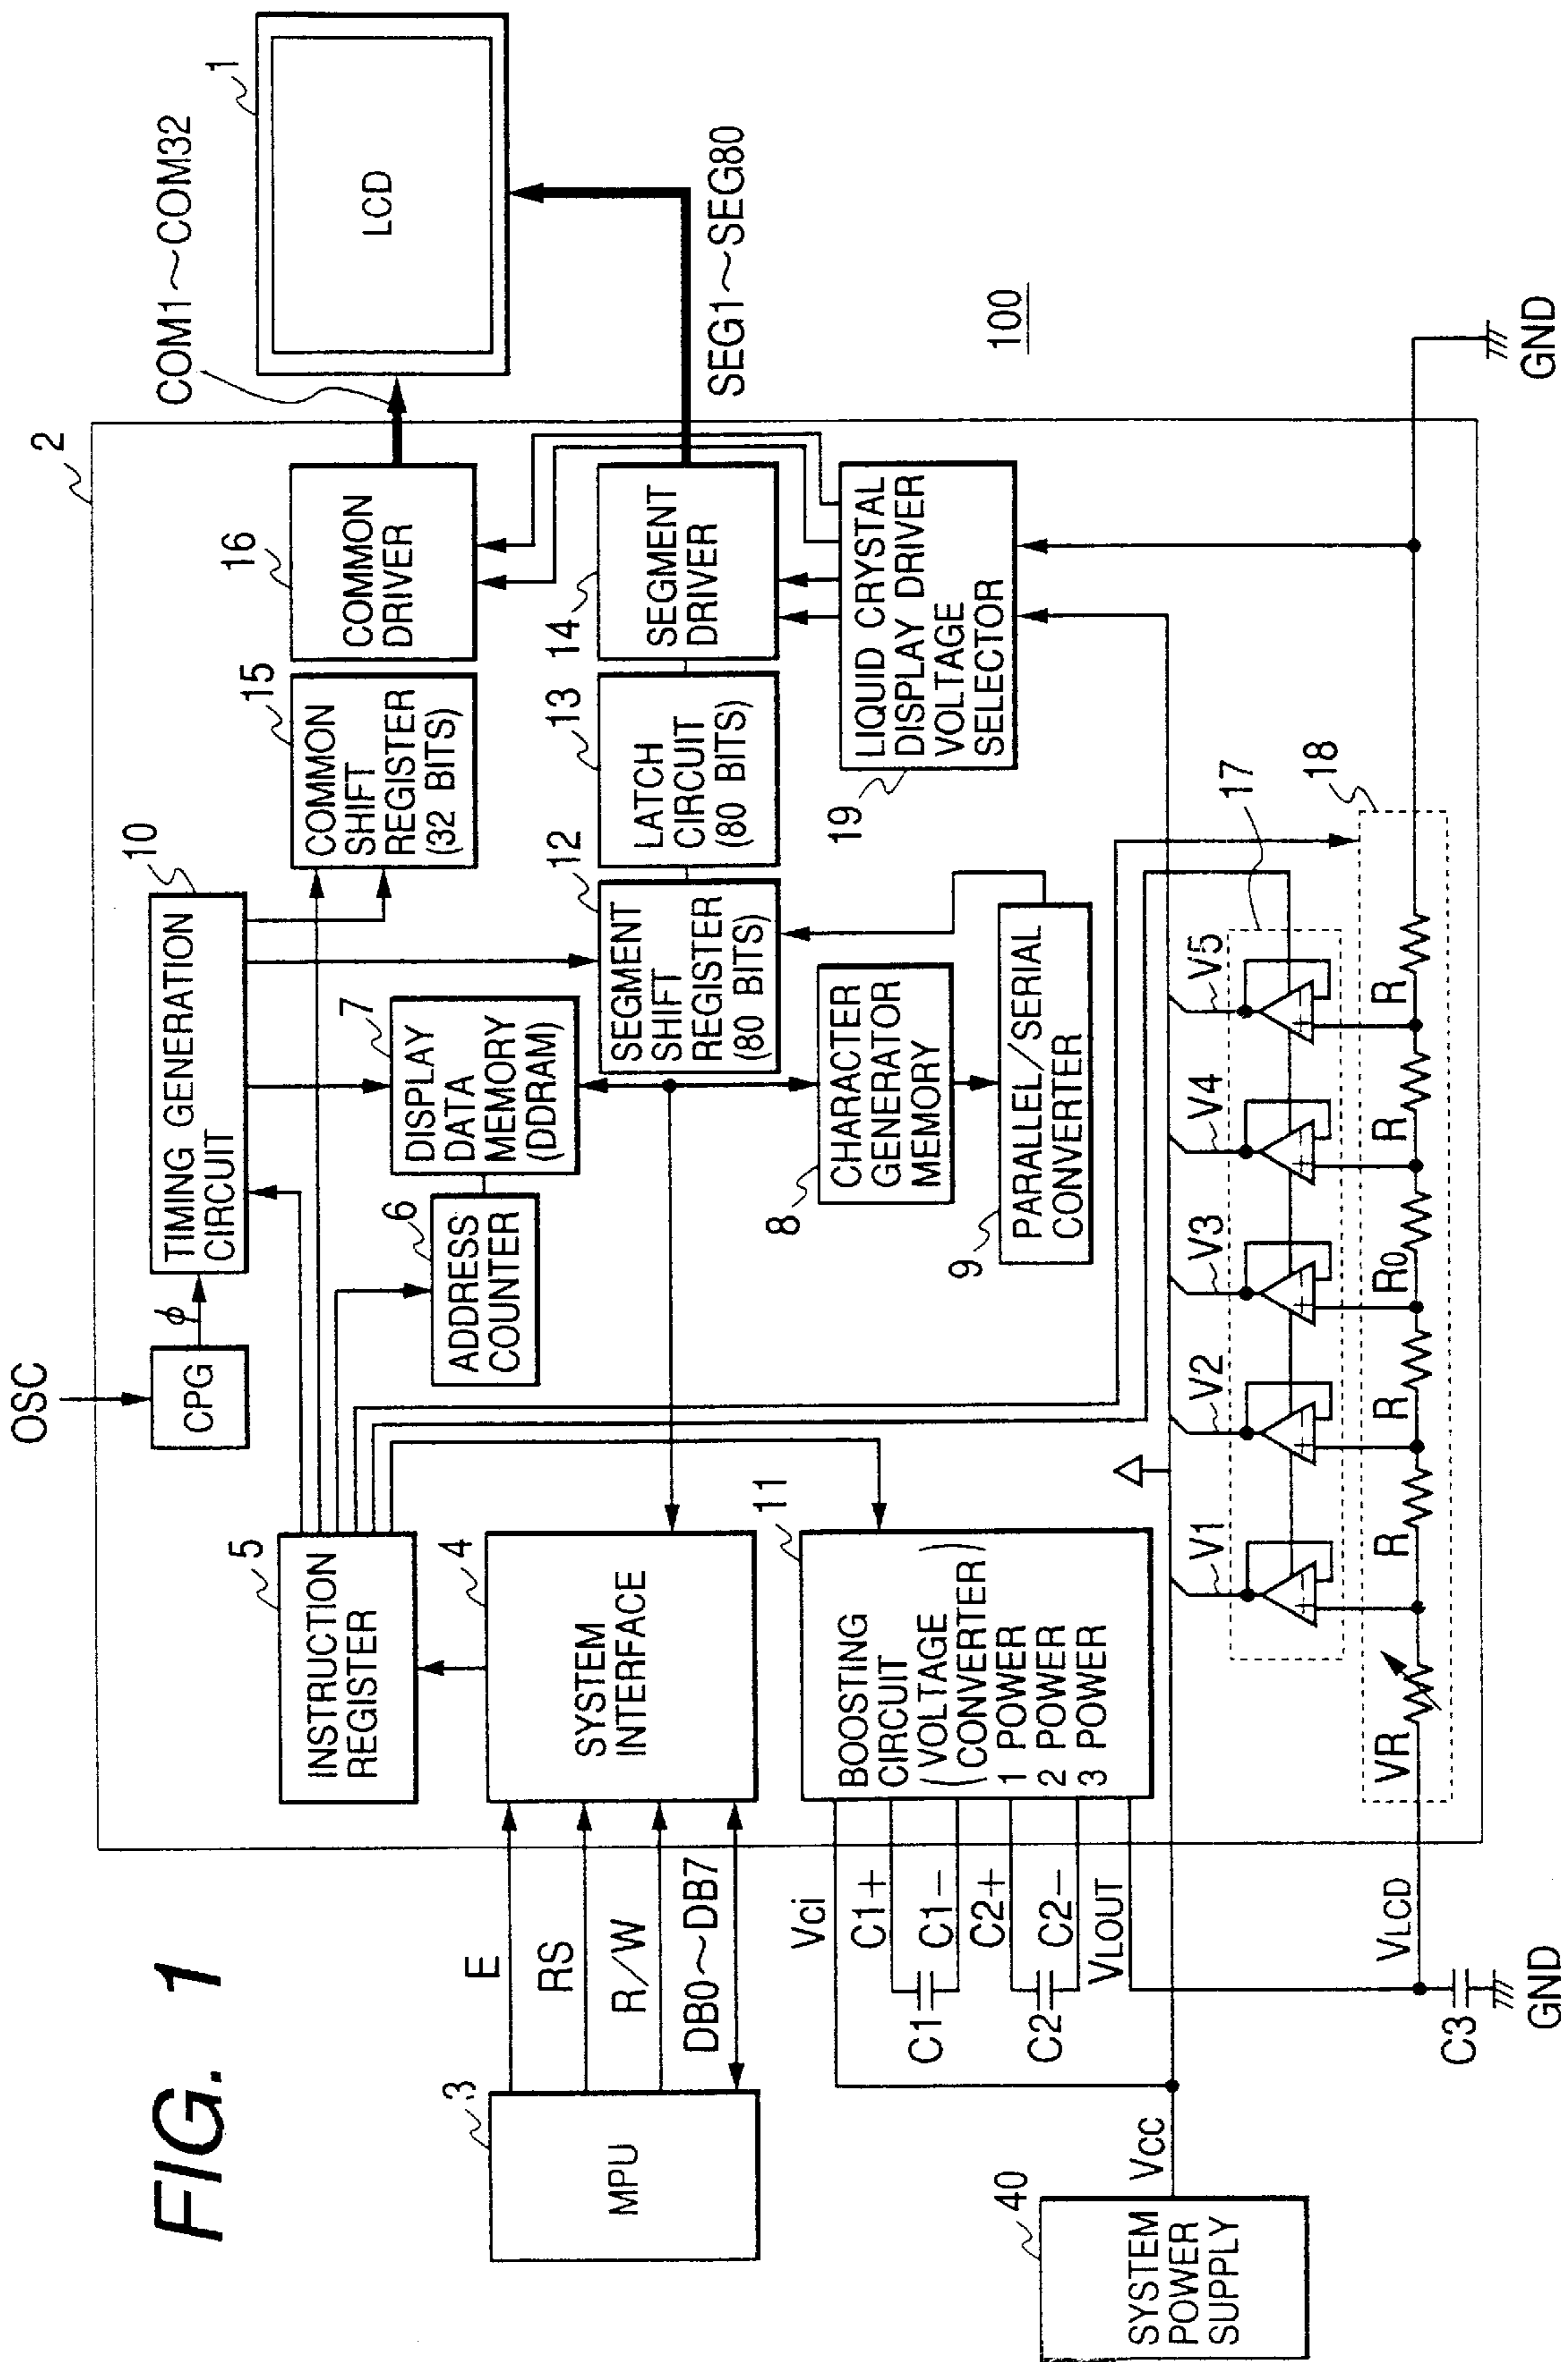 FIG. 1
OSC
CPG
ϕ
10
TIMING GENERATION
CIRCUIT
2
COM1~COM32
1
LCD
SEG1~SEG80
100
15
COMMON
SHIFT
REGISTER
(32 BITS)
16
COMMON
DRIVER
5
INSTRUCTION
REGISTER
6
ADDRESS
COUNTER
7
DISPLAY
DATA
MEMORY
(DDRAM)
12
SEGMENT
SHIFT
REGISTER
(80 BITS)
13
LATCH
CIRCUIT
(80 BITS)
14
SEGMENT
DRIVER
3
MPU
E
RS
R/W
DB0~DB7
4
SYSTEM
INTERFACE
8
CHARACTER
GENERATOR
MEMORY
9
PARALLEL/SERIAL
CONVERTER
19
LIQUID CRYSTAL
DISPLAY DRIVER
VOLTAGE
SELECTOR
11
BOOSTING
CIRCUIT
(VOLTAGE
CONVERTER)
1 POWER
2 POWER
3 POWER
Vci
C1+
C1
C1-
C2+
C2
C2-
VLOUT
40
SYSTEM
POWER
SUPPLY
Vcc
V1
V2
V3
V4
V5
17
+ -
+ -
+ -
+ -
+ -
18
VLCD
VR
R
R
R0
R
R
C3
GND
GND